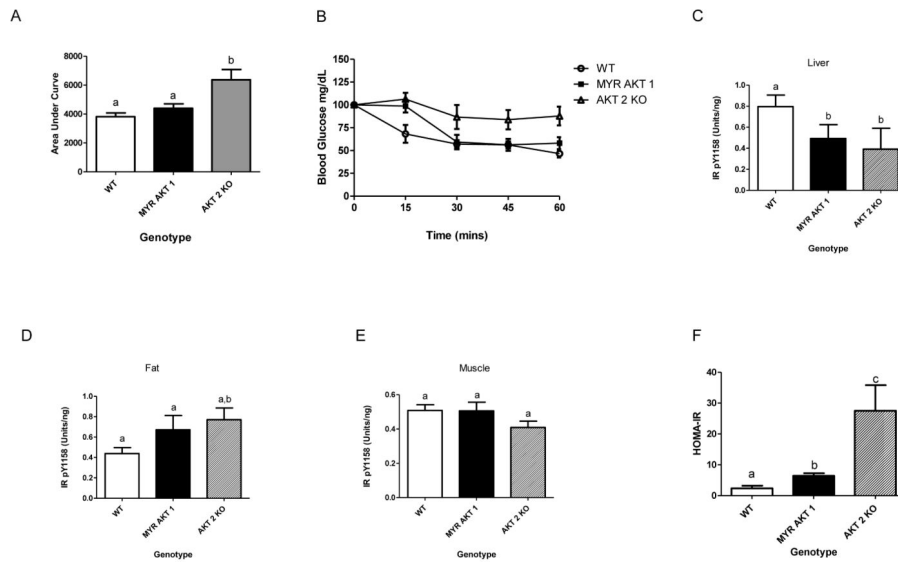 A
Area Under Curve
8000
6000
4000
2000
0
a
a
b
WT
MYR AKT 1
AKT 2 KO
Genotype
B
Blood Glucose mg/dL
150
125
100
75
50
25
0
0
15
30
45
60
Time (mins)
WT
MYR AKT 1
AKT 2 KO
C
Liver
IR pY1158 (Units/ng)
1.0
0.8
0.6
0.4
0.2
0.0
a
b
b
WT
MYR AKT 1
AKT 2 KO
Genotype
D
Fat
IR pY1158 (Units/ng)
1.0
0.8
0.6
0.4
0.2
0.0
a
a
a,b
WT
MYR AKT 1
AKT 2 KO
Genotype
E
Muscle
IR pY1158 (Units/ng)
0.6
0.4
0.2
0.0
a
a
a
WT
MYR AKT 1
AKT 2 KO
Genotype
F
HOMA-IR
40
30
20
10
0
a
b
c
WT
MYR AKT 1
AKT 2 KO
Genotype